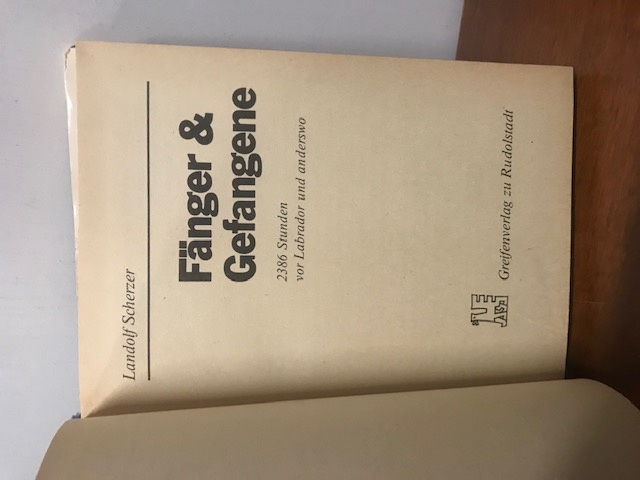 Landolf Scherzer
Fänger &
Gefangene
2386 Stunden
vor Labrador und anderswo
Greifenverlag zu Rudolstadt